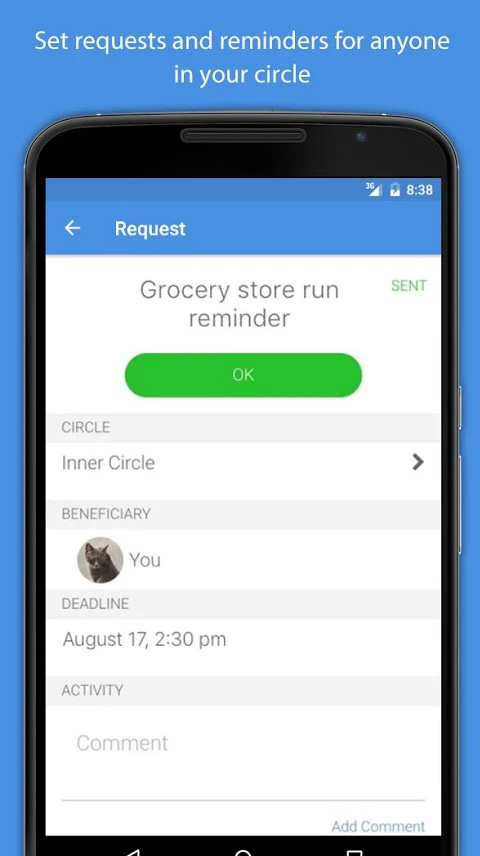 Set requests and reminders for anyone
in your circle
3G 8:38
Request
Grocery store run
reminder
SENT
OK
CIRCLE
Inner Circle
BENEFICIARY
You
DEADLINE
August 17, 2:30 pm
ACTIVITY
Comment
Add Comment